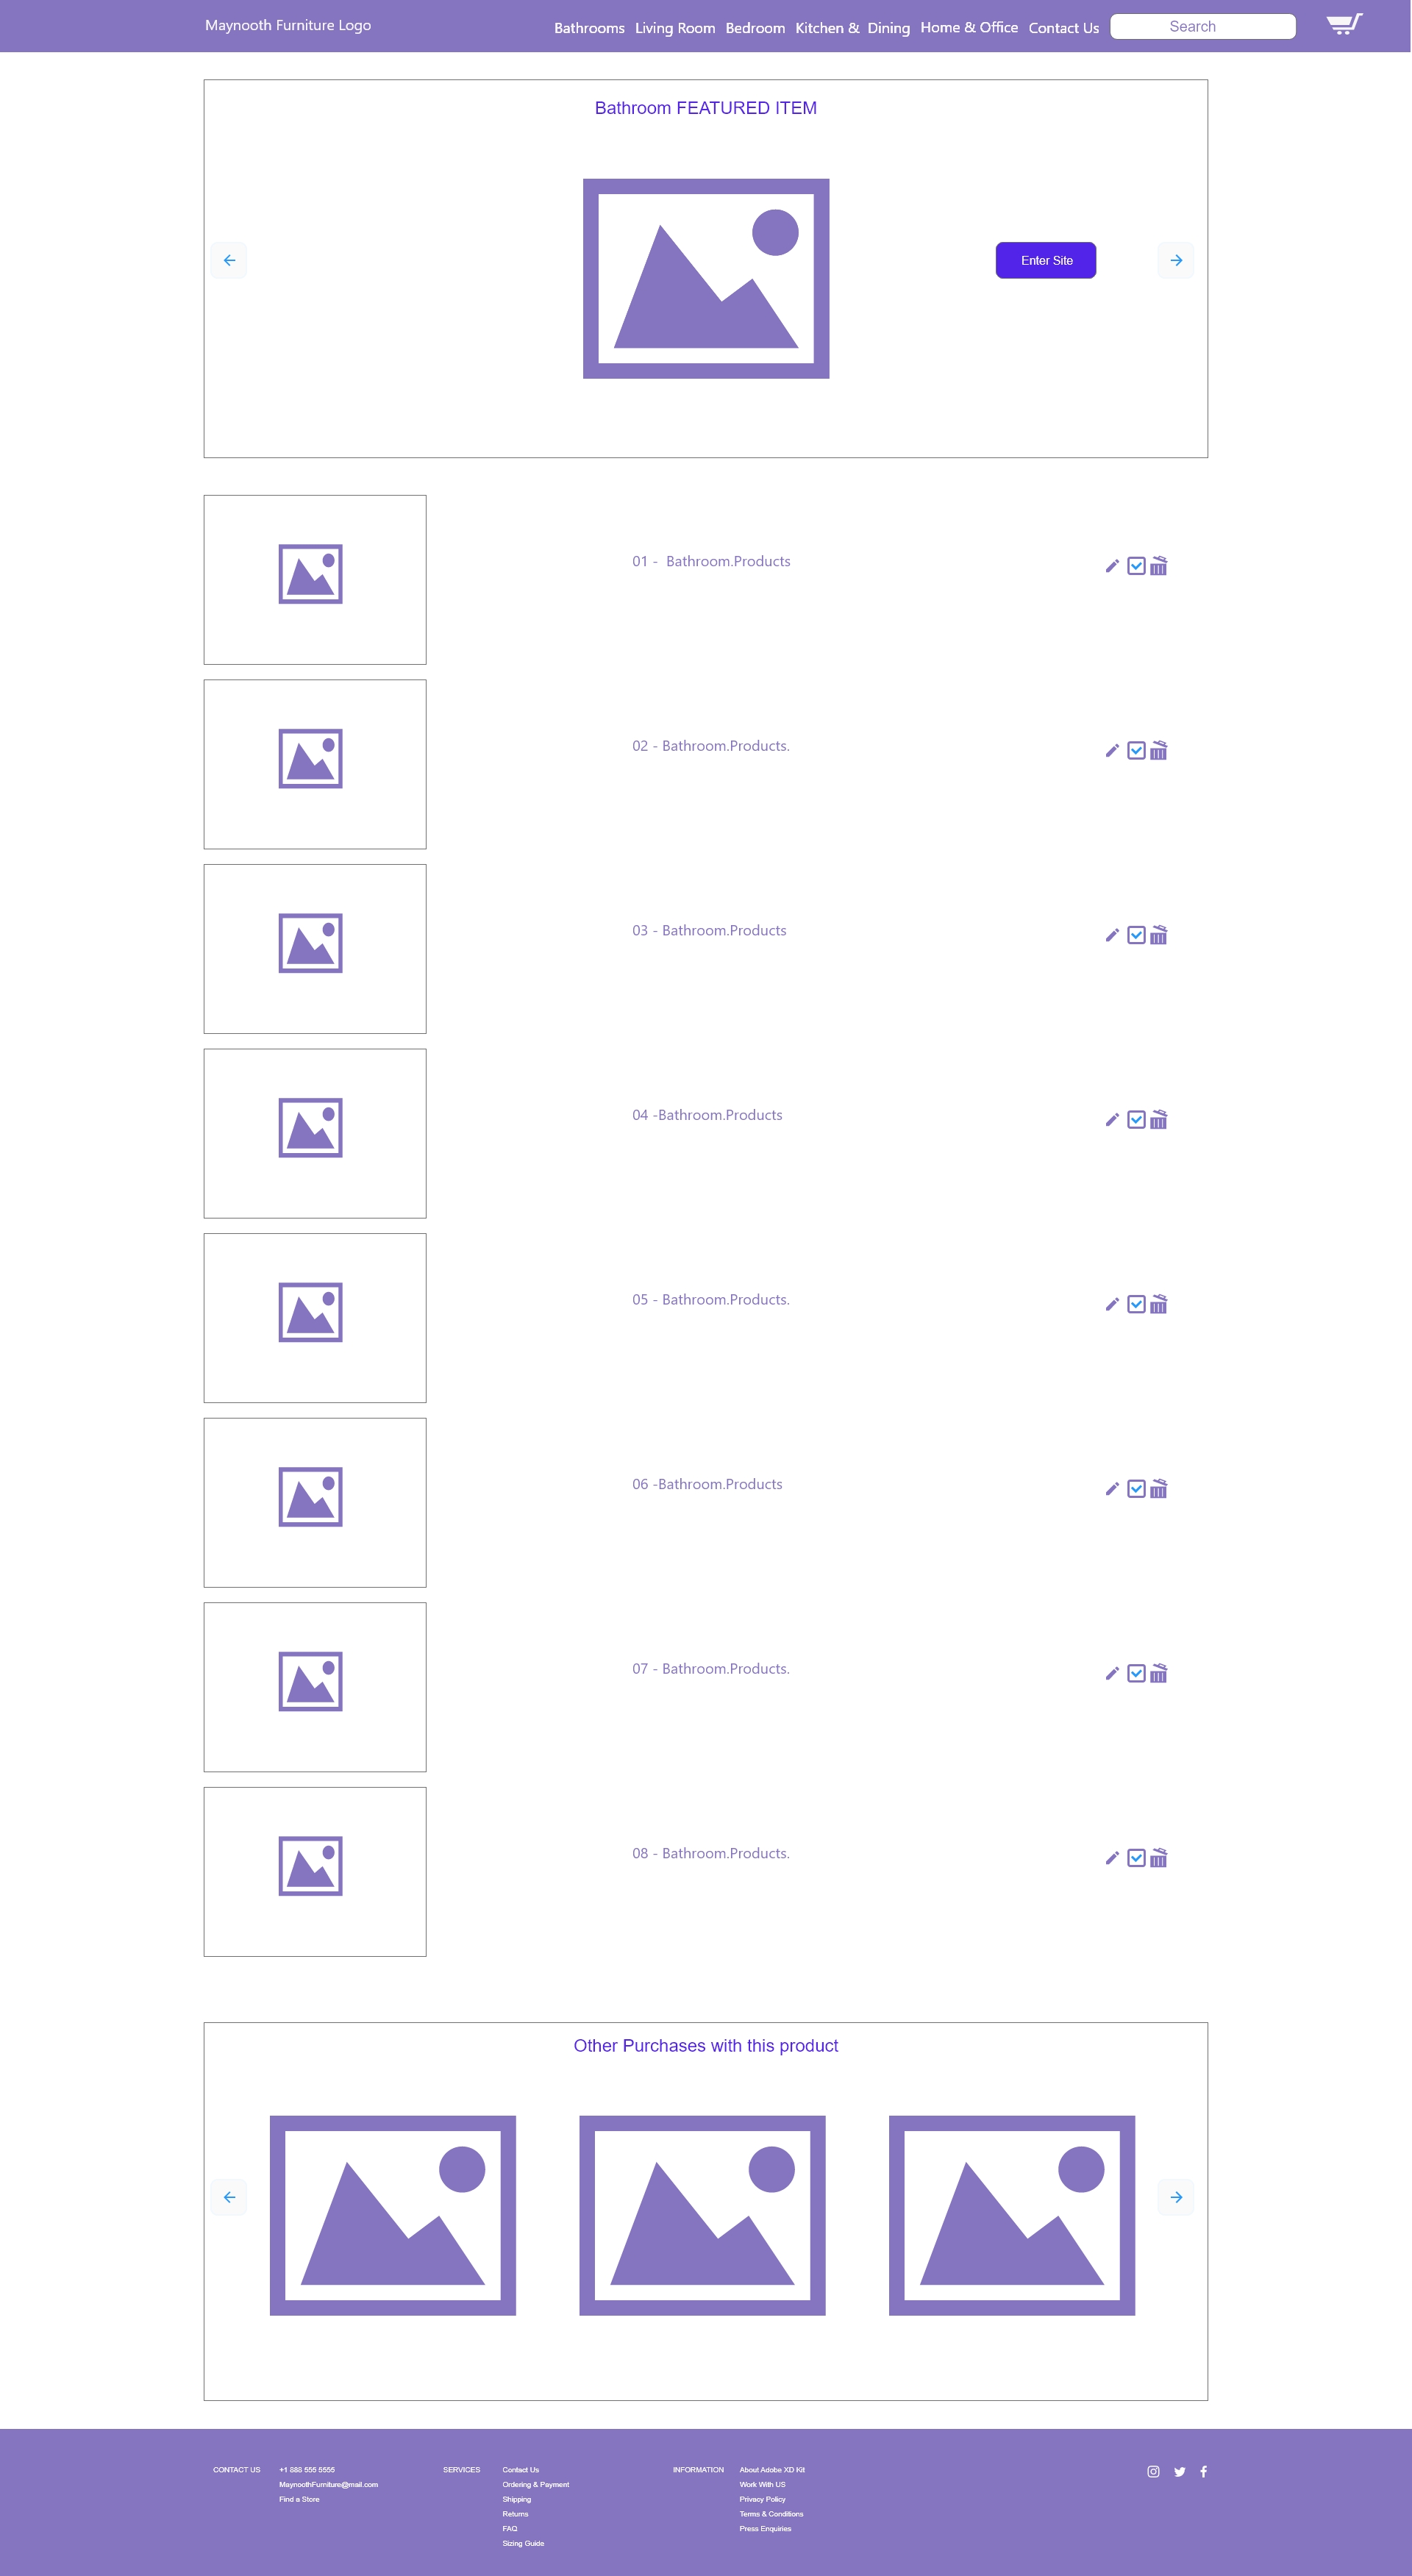 Maynooth Furniture Logo
Bathrooms Living Room Bedroom Kitchen & Dining Home & Office Contact Us Search
Bathroom FEATURED ITEM
Enter Site
01 - Bathroom.Products
02 - Bathroom.Products.
03 - Bathroom.Products
04 -Bathroom.Products
05 - Bathroom.Products.
06 -Bathroom.Products
07 - Bathroom.Products.
08 - Bathroom.Products.
Other Purchases with this product
CONTACT US
+1 888 555 5555
MaynoothFurniture@mail.com
Find a Store
SERVICES
Contact Us
Ordering & Payment
Shipping
Returns
FAQ
Sizing Guide
INFORMATION
About Adobe XD Kit
Work With US
Privacy Policy
Terms & Conditions
Press Enquiries